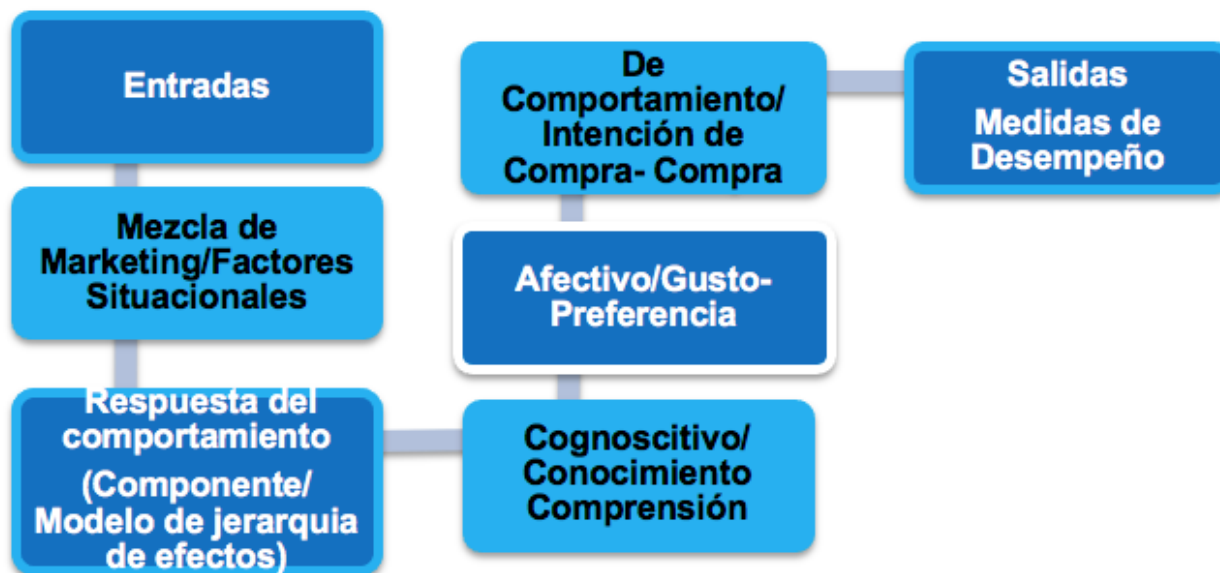 Entradas
Mezcla de
Marketing/Factores
Situacionales
Respuesta del
comportamiento
(Componente/
Modelo de jerarquia
de efectos)
Cognoscitivo/
Conocimiento
Comprensión
Afectivo/Gusto-
Preferencia
De
Comportamiento/
Intención de
Compra- Compra
Salidas
Medidas de
Desempeño